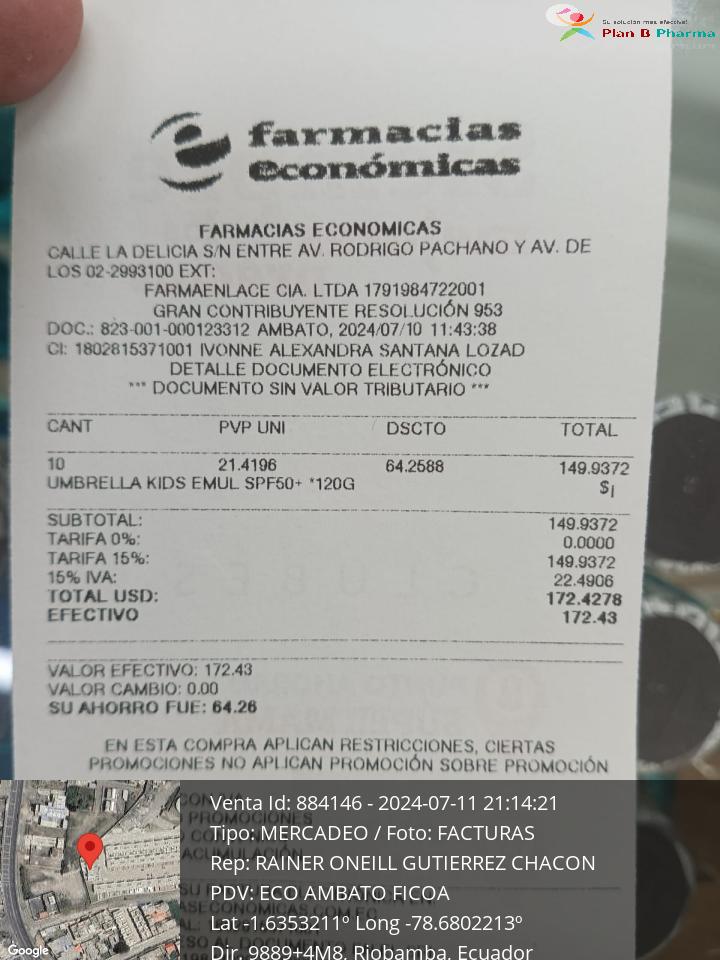 Su solución más efectiva!
Plan B Pharma
farmacias
económicas
FARMACIAS ECONOMICAS
CALLE LA DELICIA S/N ENTRE AV. RODRIGO PACHANO Y AV. DE
LOS 02-2993100 EXT:
FARMAENLACE CIA. LTDA 1791984722001
GRAN CONTRIBUYENTE RESOLUCIÓN 953
DOC.: 823-001-000123312 AMBATO, 2024/07/10 11:43:38
CI: 1802815371001 IVONNE ALEXANDRA SANTANA LOZAD
DETALLE DOCUMENTO ELECTRÓNICO
*** DOCUMENTO SIN VALOR TRIBUTARIO ***
CANT PVP UNI DSCTO TOTAL
10 21.4196 64.2588 149.9372
UMBRELLA KIDS EMUL SPF50+ *120G $|
SUBTOTAL: 149.9372
TARIFA 0%: 0.0000
TARIFA 15%: 149.9372
15% IVA: 22.4906
TOTAL USD: 172.4278
EFECTIVO 172.43
VALOR EFECTIVO: 172.43
VALOR CAMBIO: 0.00
SU AHORRO FUE: 64.26
EN ESTA COMPRA APLICAN RESTRICCIONES, CIERTAS
PROMOCIONES NO APLICAN PROMOCIÓN SOBRE PROMOCIÓN
Venta Id: 884146 - 2024-07-11 21:14:21
Tipo: MERCADEO / Foto: FACTURAS
Rep: RAINER ONEILL GUTIERREZ CHACON
PDV: ECO AMBATO FICOA
Lat -1.6353211º Long -78.6802213º
Dir. 9889+4M8, Riobamba, Ecuador
Google